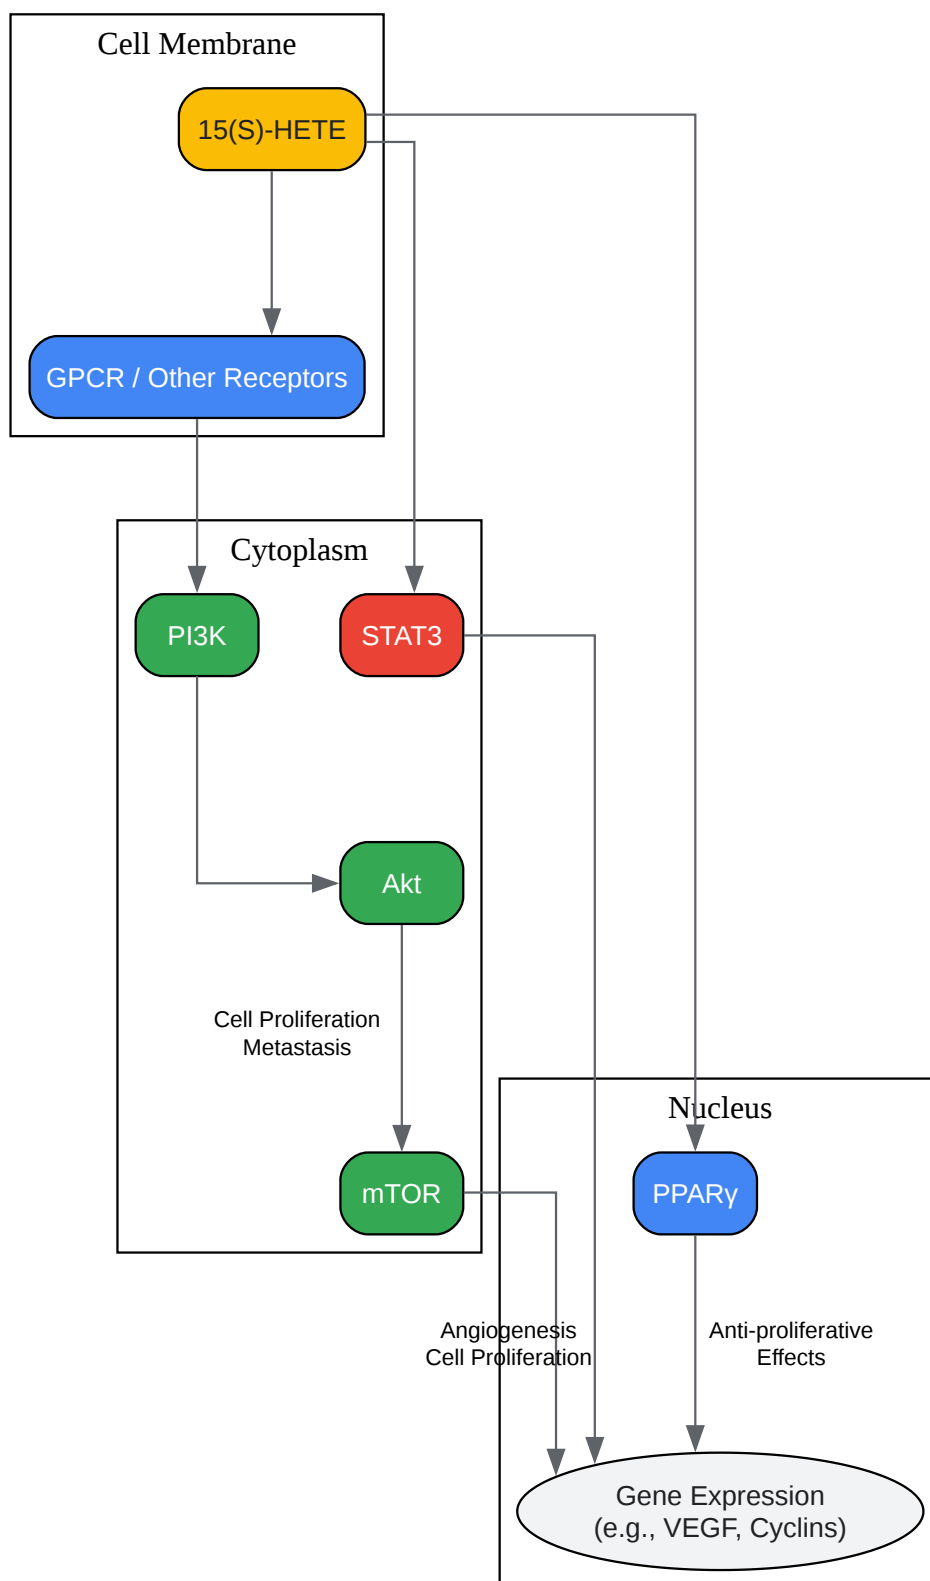 Cell Membrane
15(S)-HETE
GPCR / Other Receptors
Cytoplasm
PI3K
STAT3
Akt
Cell Proliferation
Metastasis
Nucleus
mTOR
PPARγ
Angiogenesis
Cell Proliferation
Anti-proliferative
Effects
Gene Expression
(e.g., VEGF, Cyclins)